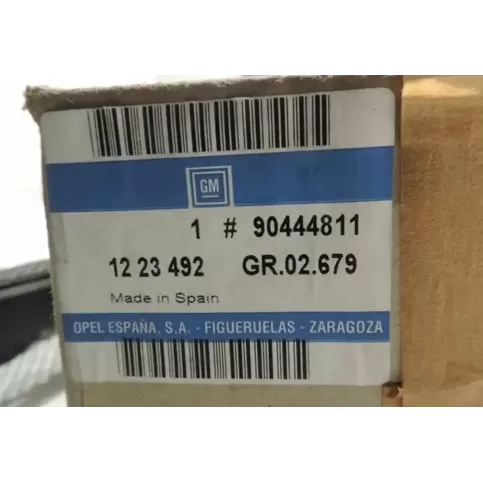 GM
1 # 90444811
12 23 492 GR.02.679
Made in Spain
OPEL ESPAÑA, S.A. - FIGUERUELAS - ZARAGOZA